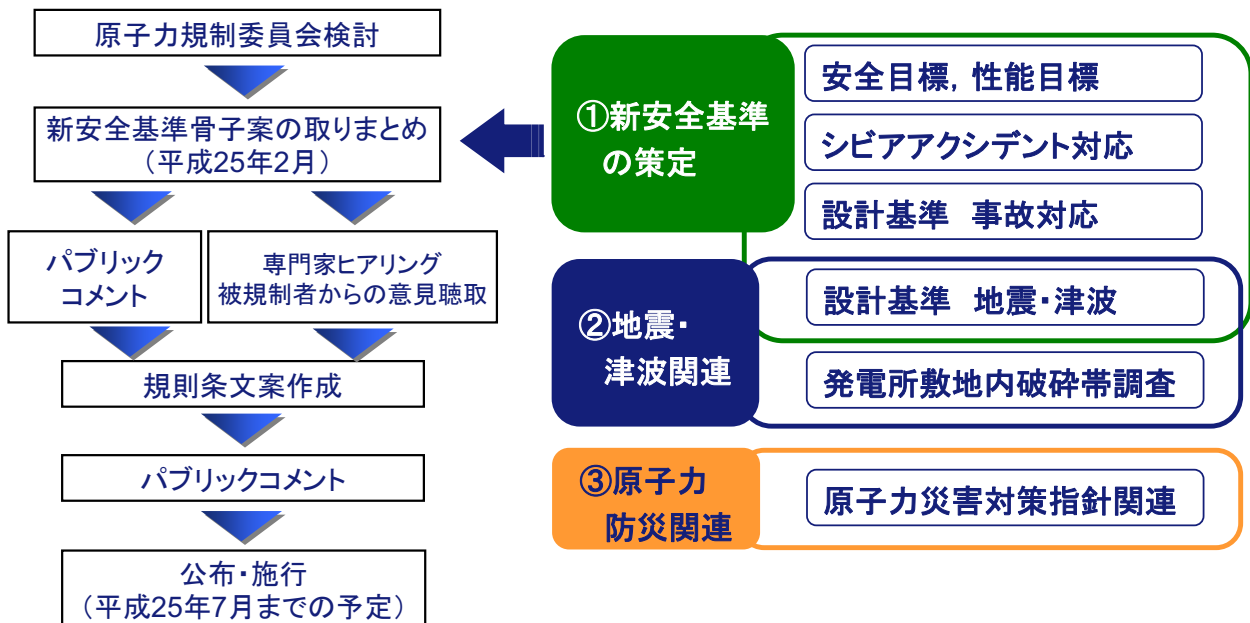 原子力規制委員会検討
新安全基準骨子案の取りまとめ
（平成25年2月）
パブリック
コメント
専門家ヒアリング
被規制者からの意見聴取
規則条文案作成
パブリックコメント
公布・施行
（平成25年7月までの予定）
①新安全基準
の策定
安全目標，性能目標
シビアアクシデント対応
設計基準　事故対応
②地震・
津波関連
設計基準　地震・津波
発電所敷地内破砕帯調査
③原子力
防災関連
原子力災害対策指針関連